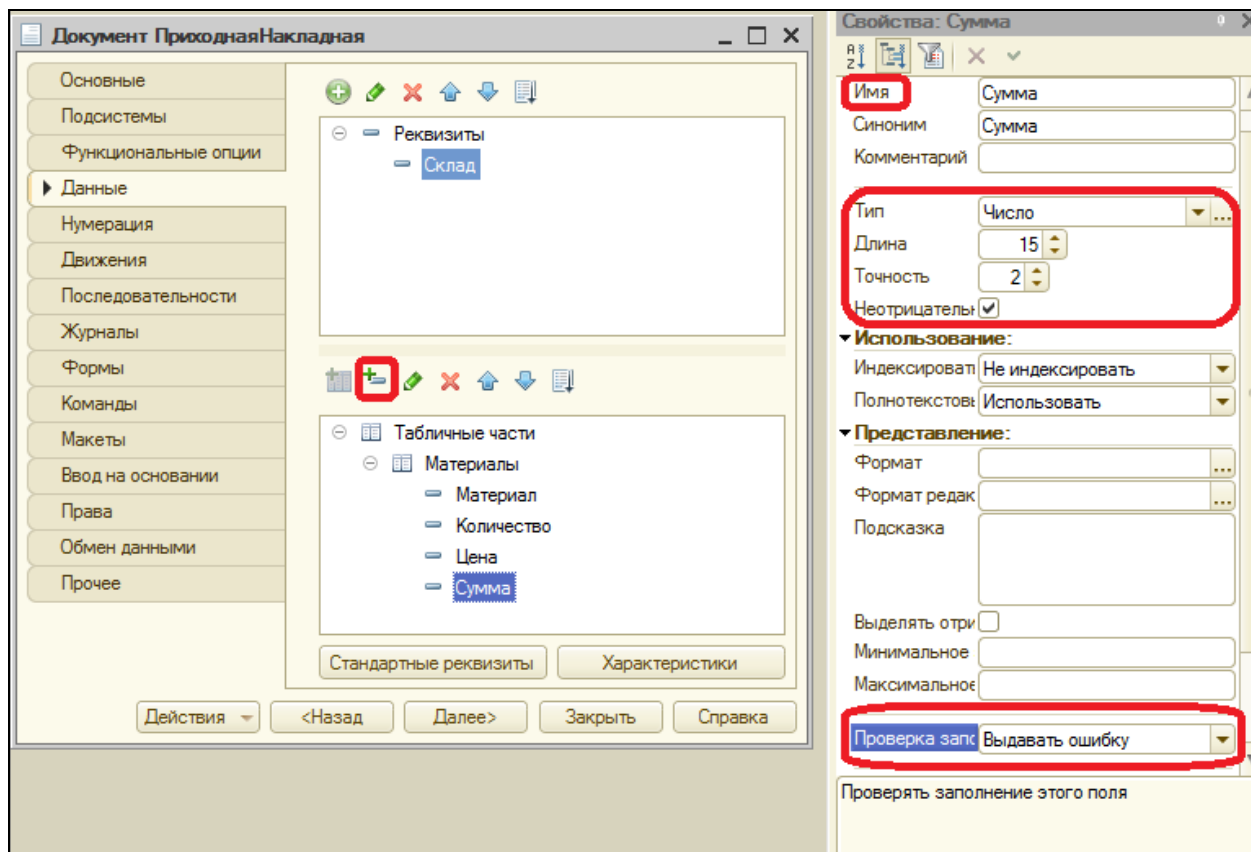 Документ ПриходнаяНакладная
Основные
Подсистемы
Функциональные опции
Данные
Нумерация
Движения
Последовательности
Журналы
Формы
Команды
Макеты
Ввод на основании
Права
Обмен данными
Прочее
Реквизиты
Склад
Табличные части
Материалы
Материал
Количество
Цена
Сумма
Стандартные реквизиты
Характеристики
Действия
<Назад
Далее>
Закрыть
Справка
Свойства: Сумма
Имя Сумма
Синоним Сумма
Комментарий
Тип Число ...
Длина 15
Точность 2
Неотрицательн
Использование:
Индексироват Не индексировать
Полнотекстовь Использовать
Представление:
Формат ...
Формат редак ...
Подсказка
Выделять отри
Минимальное
Максимальное
Проверка запо Выдавать ошибку
Проверять заполнение этого поля